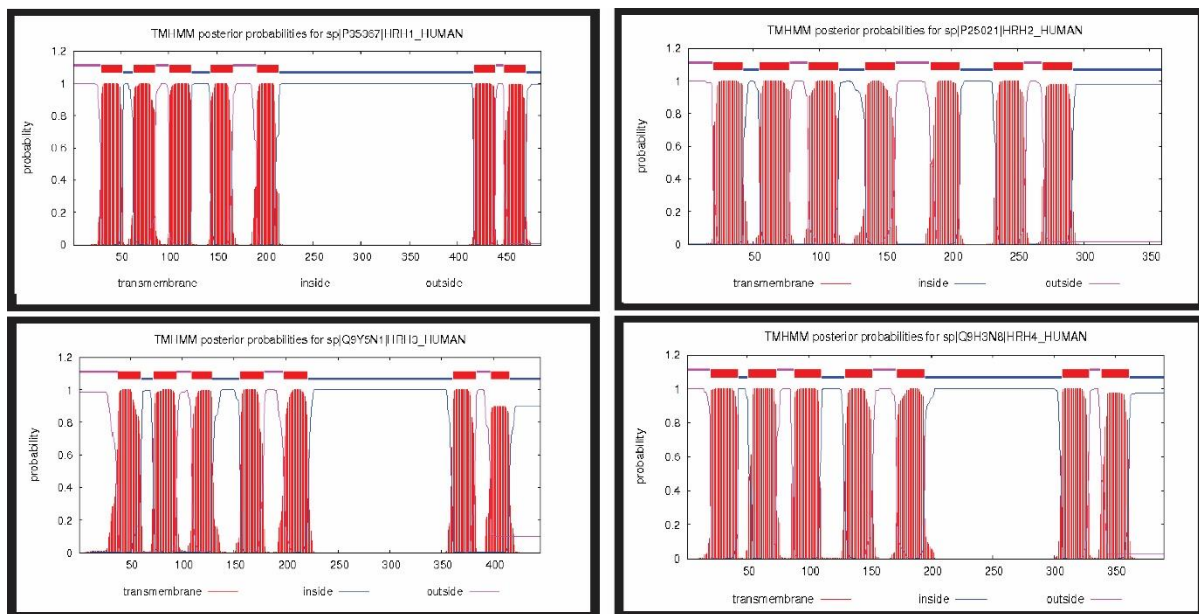 TMHMM posterior probabilities for sp|P35367|HRH1_HUMAN
1.2
1
0.8
0.6
0.4
0.2
0
probability
50 100 150 200 250 300 350 400 450
transmembrane inside outside
TMHMM posterior probabilities for sp|P25021|HRH2_HUMAN
1.2
1
0.8
0.6
0.4
0.2
0
probability
50 100 150 200 250 300 350
transmembrane inside outside
TMHMM posterior probabilities for sp|Q9Y5N1|HRH3_HUMAN
1.2
1
0.8
0.6
0.4
0.2
0
probability
50 100 150 200 250 300 350 400
transmembrane inside outside
TMHMM posterior probabilities for sp|Q9H3N8|HRH4_HUMAN
1.2
1
0.8
0.6
0.4
0.2
0
probability
50 100 150 200 250 300 350
transmembrane inside outside